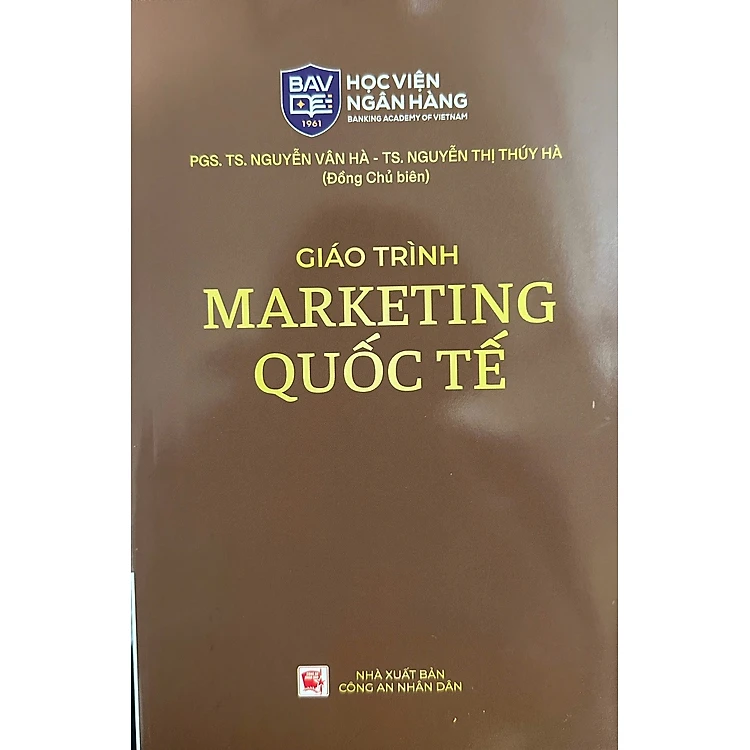 BAV
1961
HỌC VIỆN
NGÂN HÀNG
BANKING ACADEMY OF VIETNAM
PGS. TS. NGUYỄN VÂN HÀ - TS. NGUYỄN THỊ THÚY HÀ
(Đồng Chủ biên)
GIÁO TRÌNH
MARKETING
QUỐC TẾ
NHÀ XUẤT BẢN
CÔNG AN NHÂN DÂN